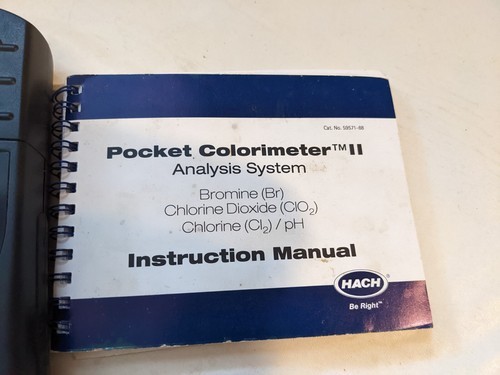 Cat. No. 59571-88
Pocket Colorimeter™ II
Analysis System
Bromine (Br)
Chlorine Dioxide (ClO₂)
Chlorine (Cl₂) / pH
Instruction Manual
HACH®
Be Right™